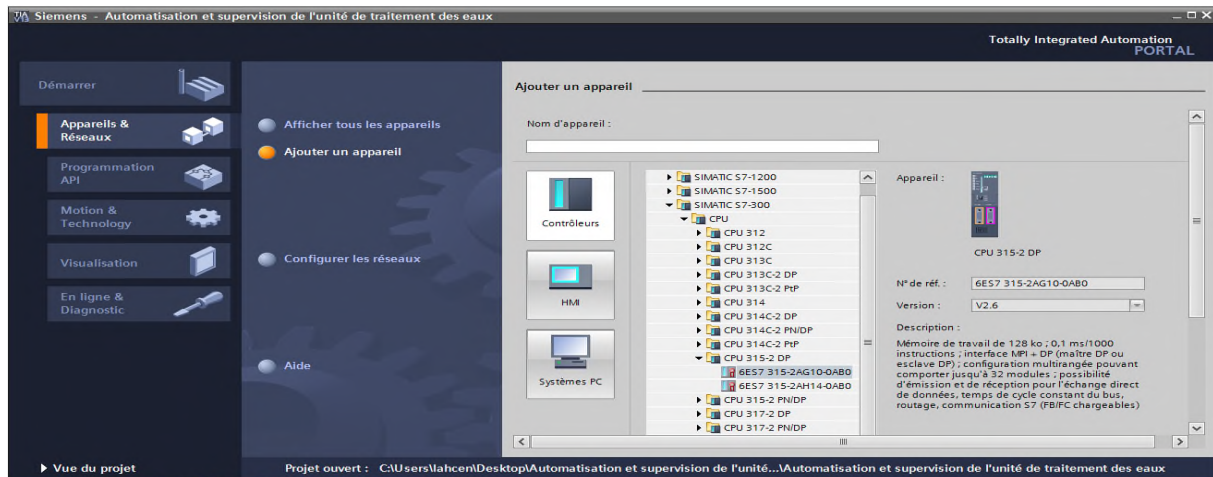 Siemens - Automatisation et supervision de l'unité de traitement des eaux
Totally Integrated Automation
PORTAL
Démarrer
Appareils &
Réseaux
Programmation
API
Motion &
Technology
Visualisation
En ligne &
Diagnostic
Vue du projet
Afficher tous les appareils
Ajouter un appareil
Configurer les réseaux
Aide
Ajouter un appareil
Nom d'appareil :
Contrôleurs
HMI
Systèmes PC
SIMATIC S7-1200
SIMATIC S7-1500
SIMATIC S7-300
CPU
CPU 312
CPU 312C
CPU 313C
CPU 313C-2 DP
CPU 313C-2 PtP
CPU 314
CPU 314C-2 DP
CPU 314C-2 PN/DP
CPU 314C-2 PtP
CPU 315-2 DP
6ES7 315-2AG10-0AB0
6ES7 315-2AH14-0AB0
CPU 315-2 PN/DP
CPU 317-2 DP
CPU 317-2 PN/DP
Appareil :
CPU 315-2 DP
N° de réf. :
6ES7 315-2AG10-0AB0
Version :
V2.6
Description :
Mémoire de travail de 128 ko ; 0,1 ms/1000
instructions ; interface MPI + DP (maître DP ou
esclave DP) ; configuration multirangée pouvant
comporter jusqu'à 32 modules ; possibilité
d'émission et de réception pour l'échange direct
de données, temps de cycle constant du bus,
routage, communication S7 (FB/FC chargeables)
Projet ouvert : C:\Users\lahcen\Desktop\Automatisation et supervision de l'unité...\Automatisation et supervision de l'unité de traitement des eaux